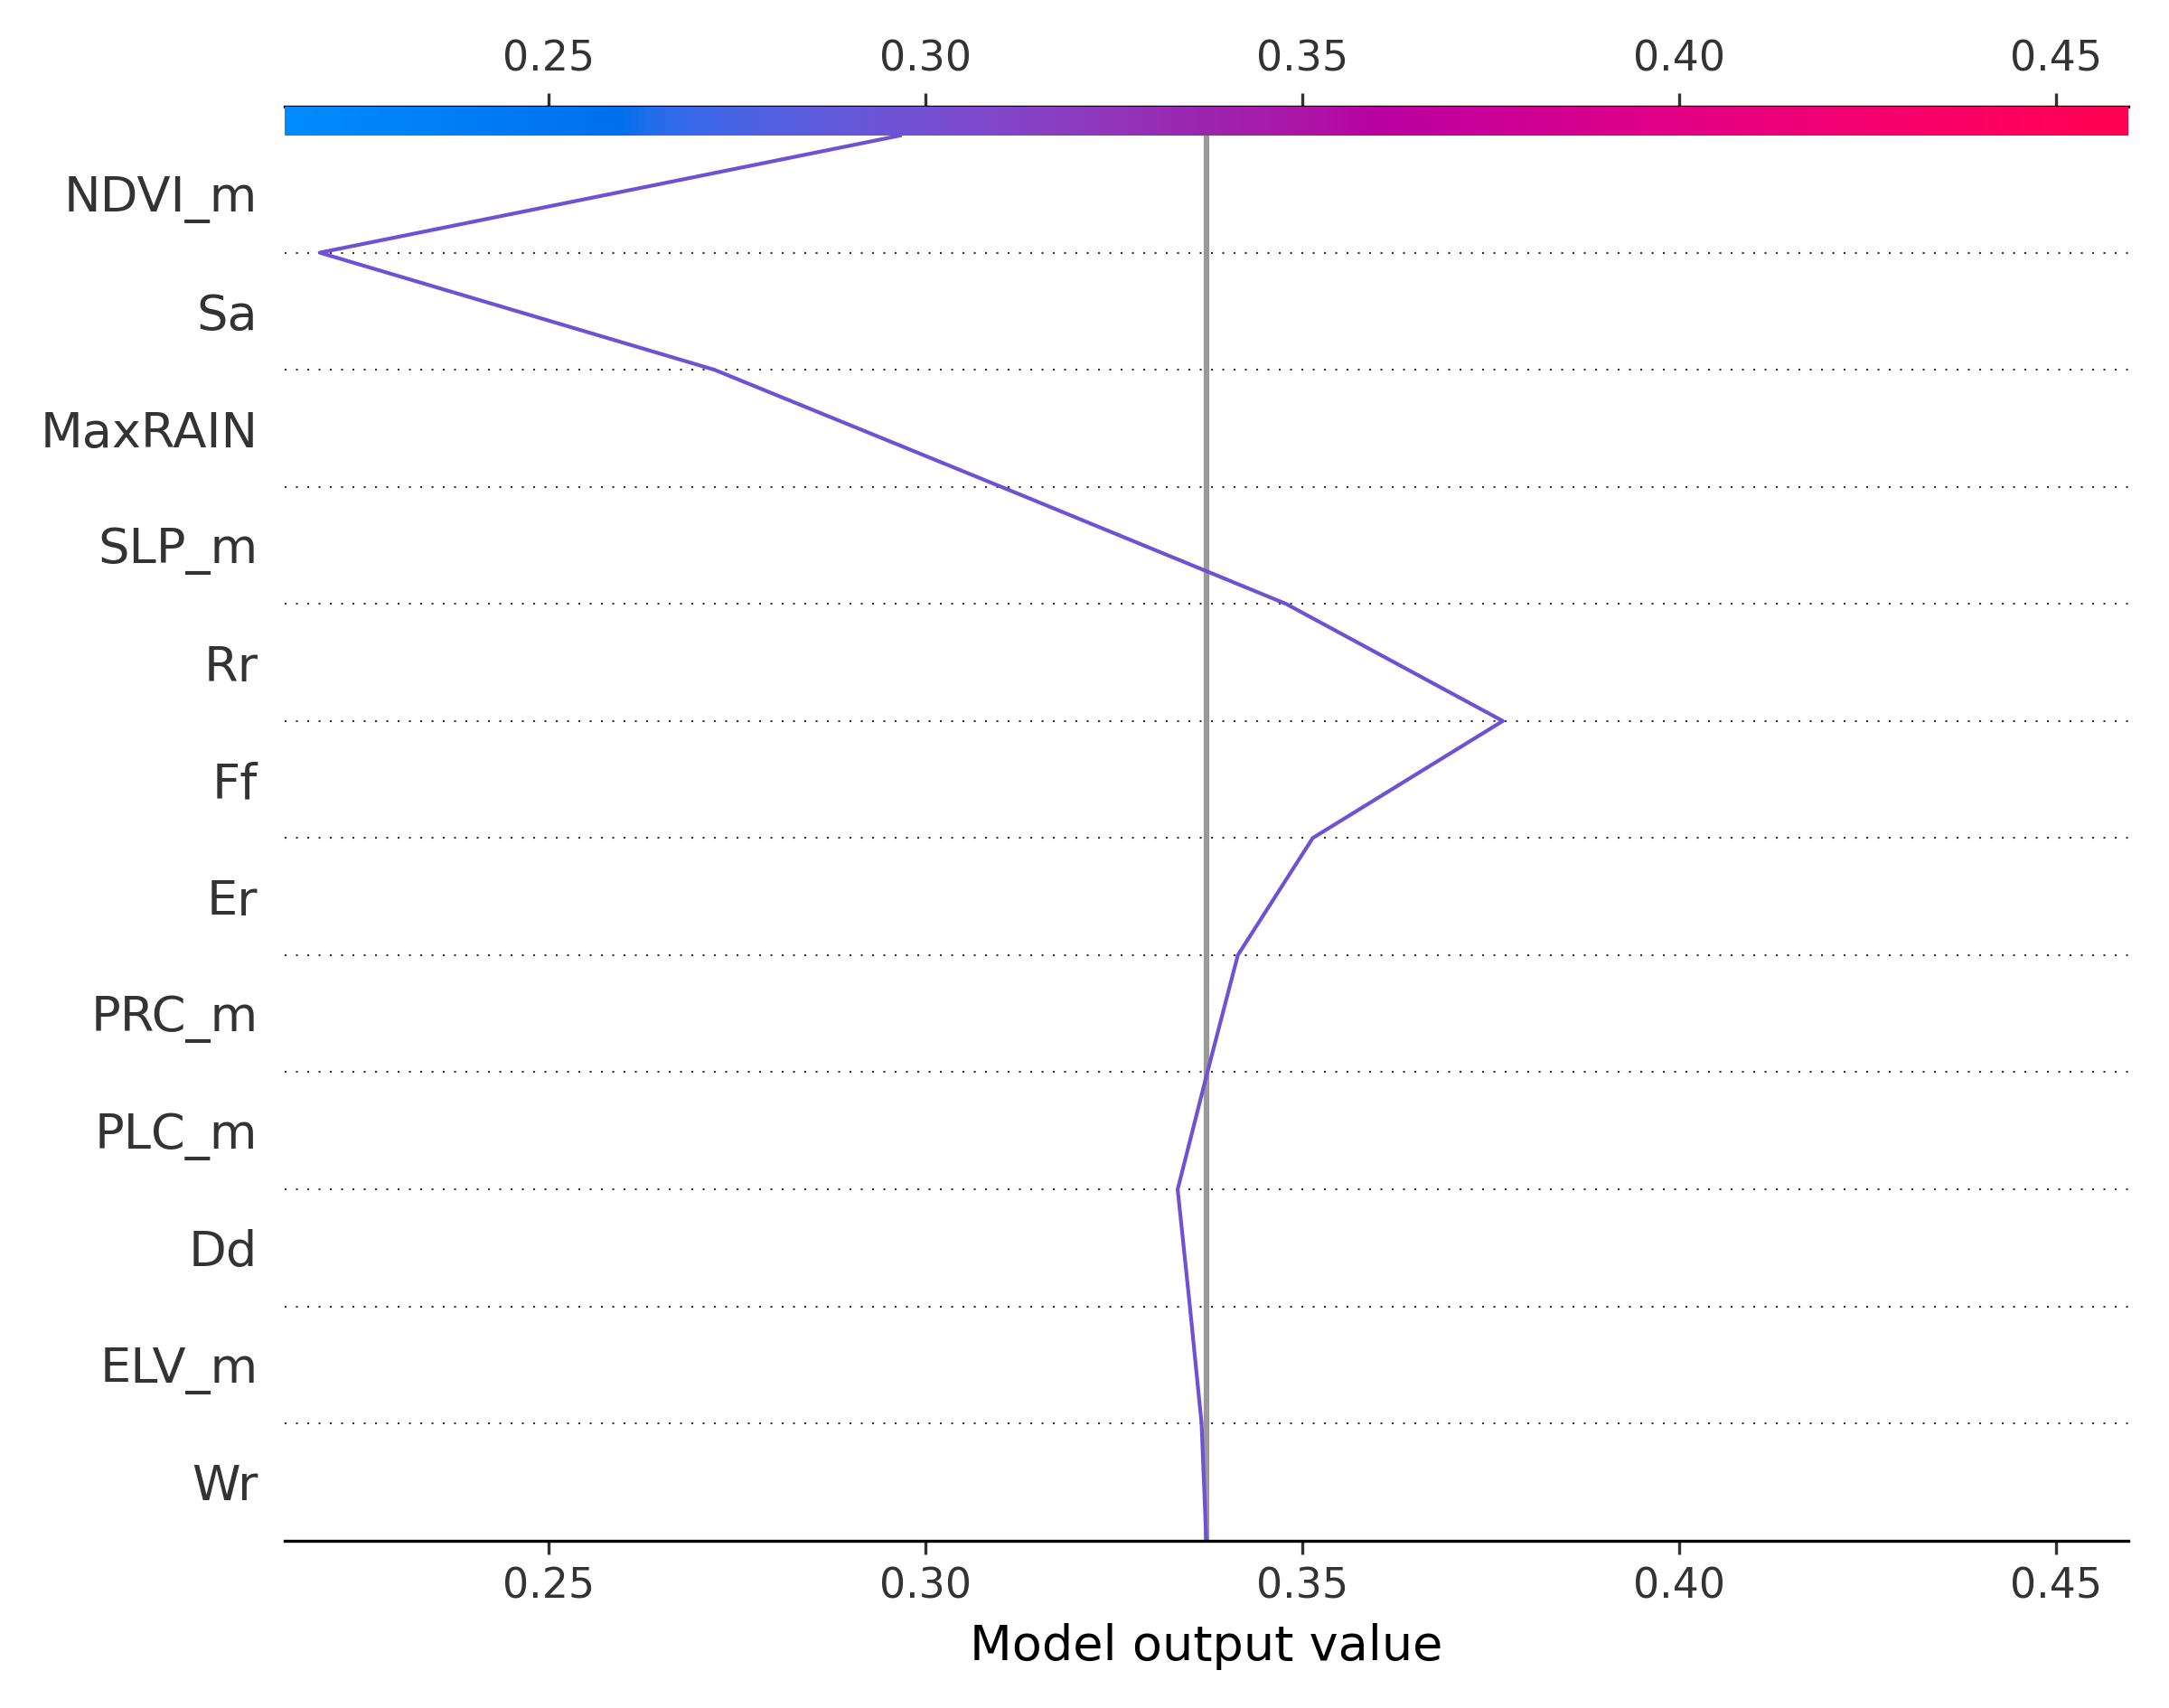 0.25 0.30 0.35 0.40 0.45
NDVI_m
Sa
MaxRAIN
SLP_m
Rr
Ff
Er
PRC_m
PLC_m
Dd
ELV_m
Wr
0.25 0.30 0.35 0.40 0.45
Model output value